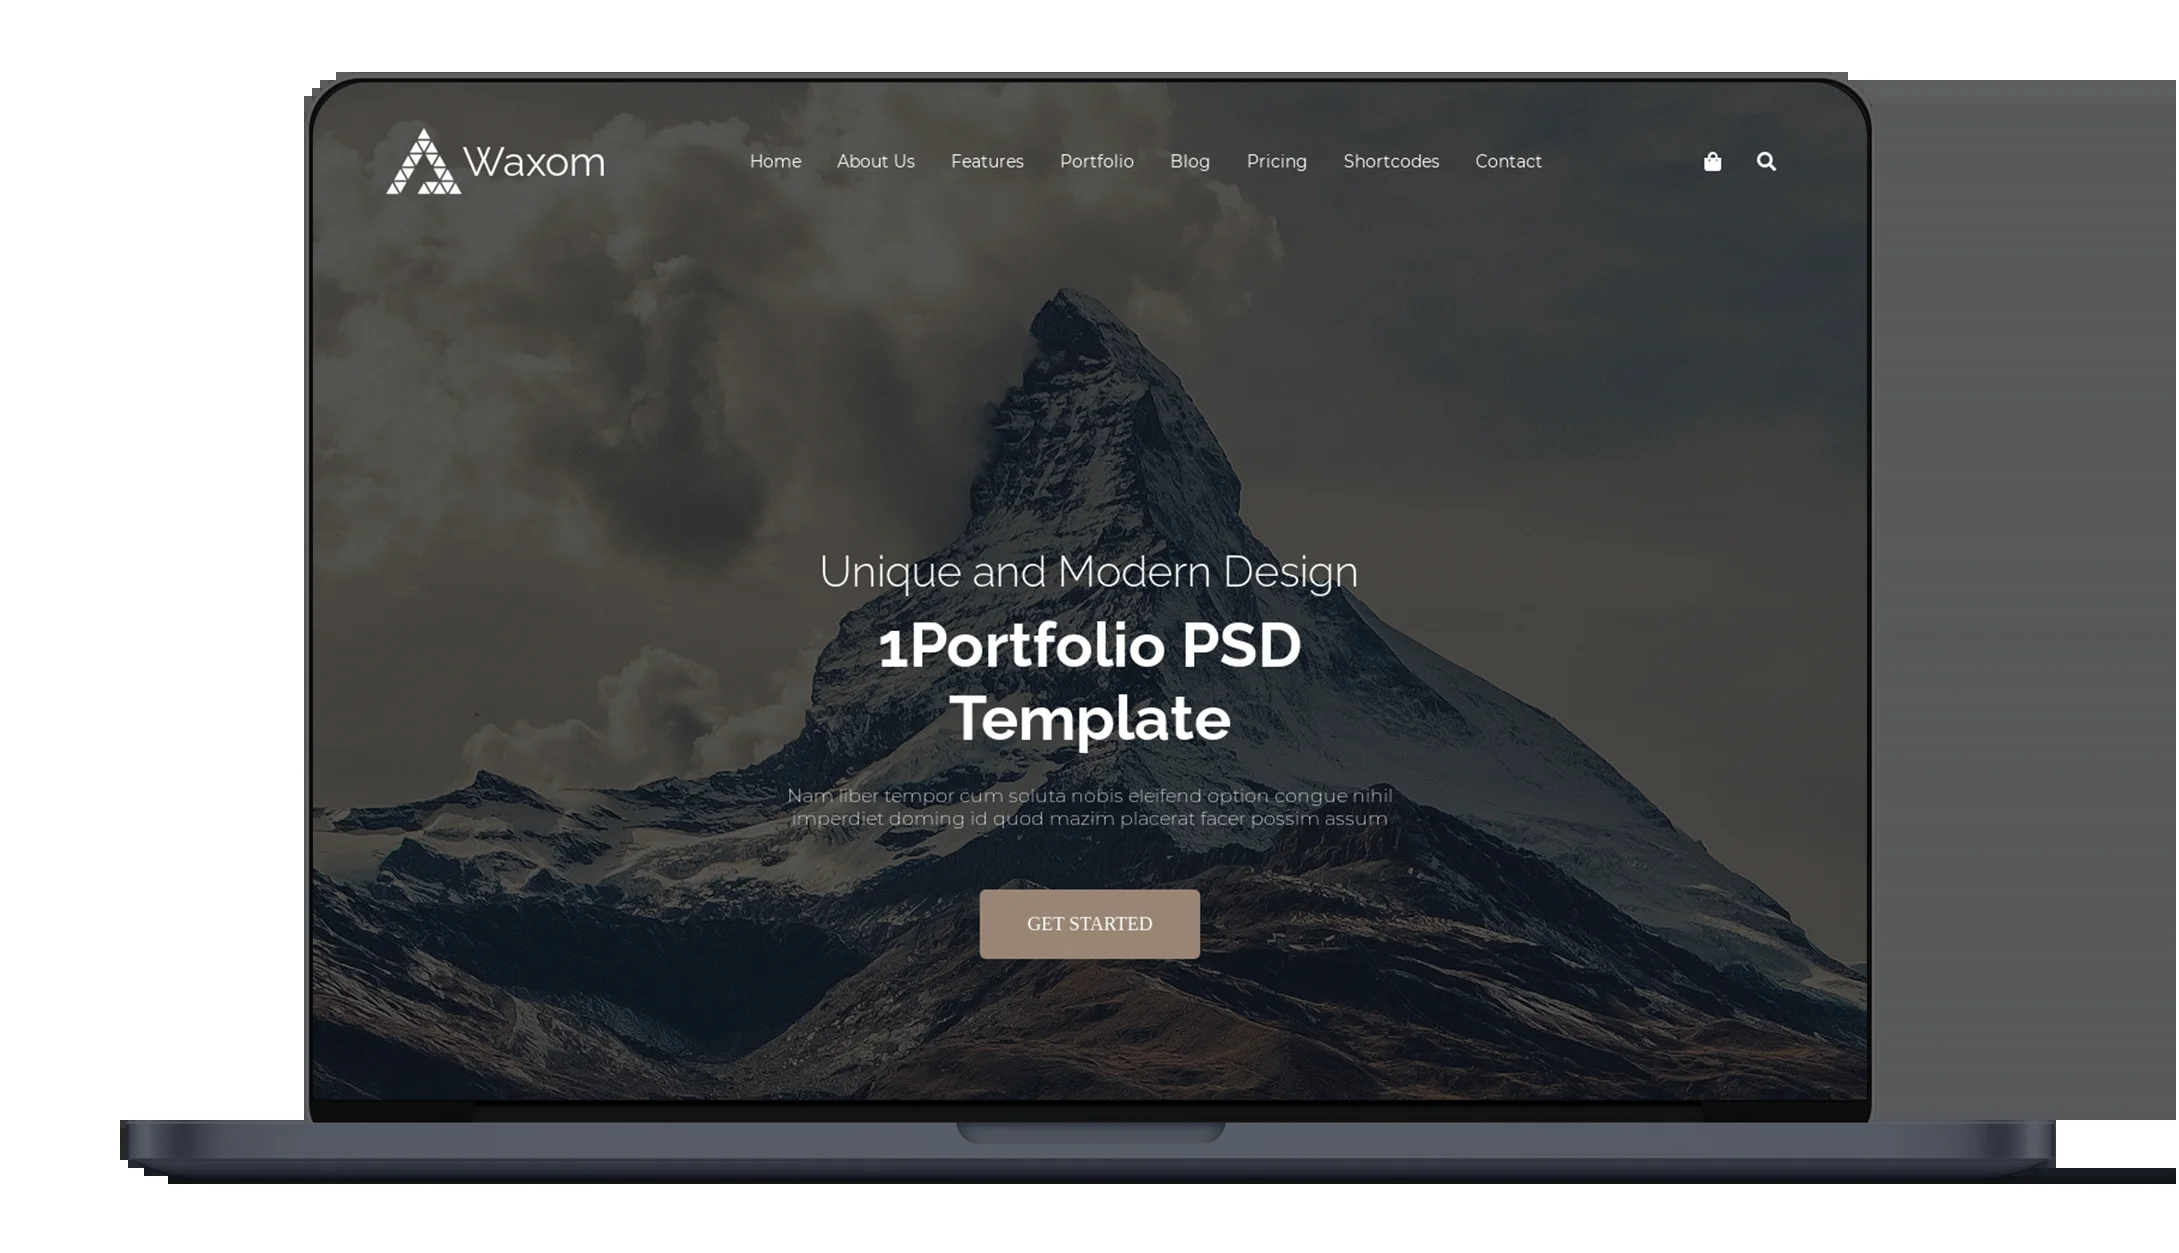 Waxom
Home About Us Features Portfolio Blog Pricing Shortcodes Contact
Unique and Modern Design
1Portfolio PSD
Template
Nam liber tempor cum soluta nobis eleifend option congue nihil
imperdiet doming id quod mazim placerat facer possim assum
GET STARTED